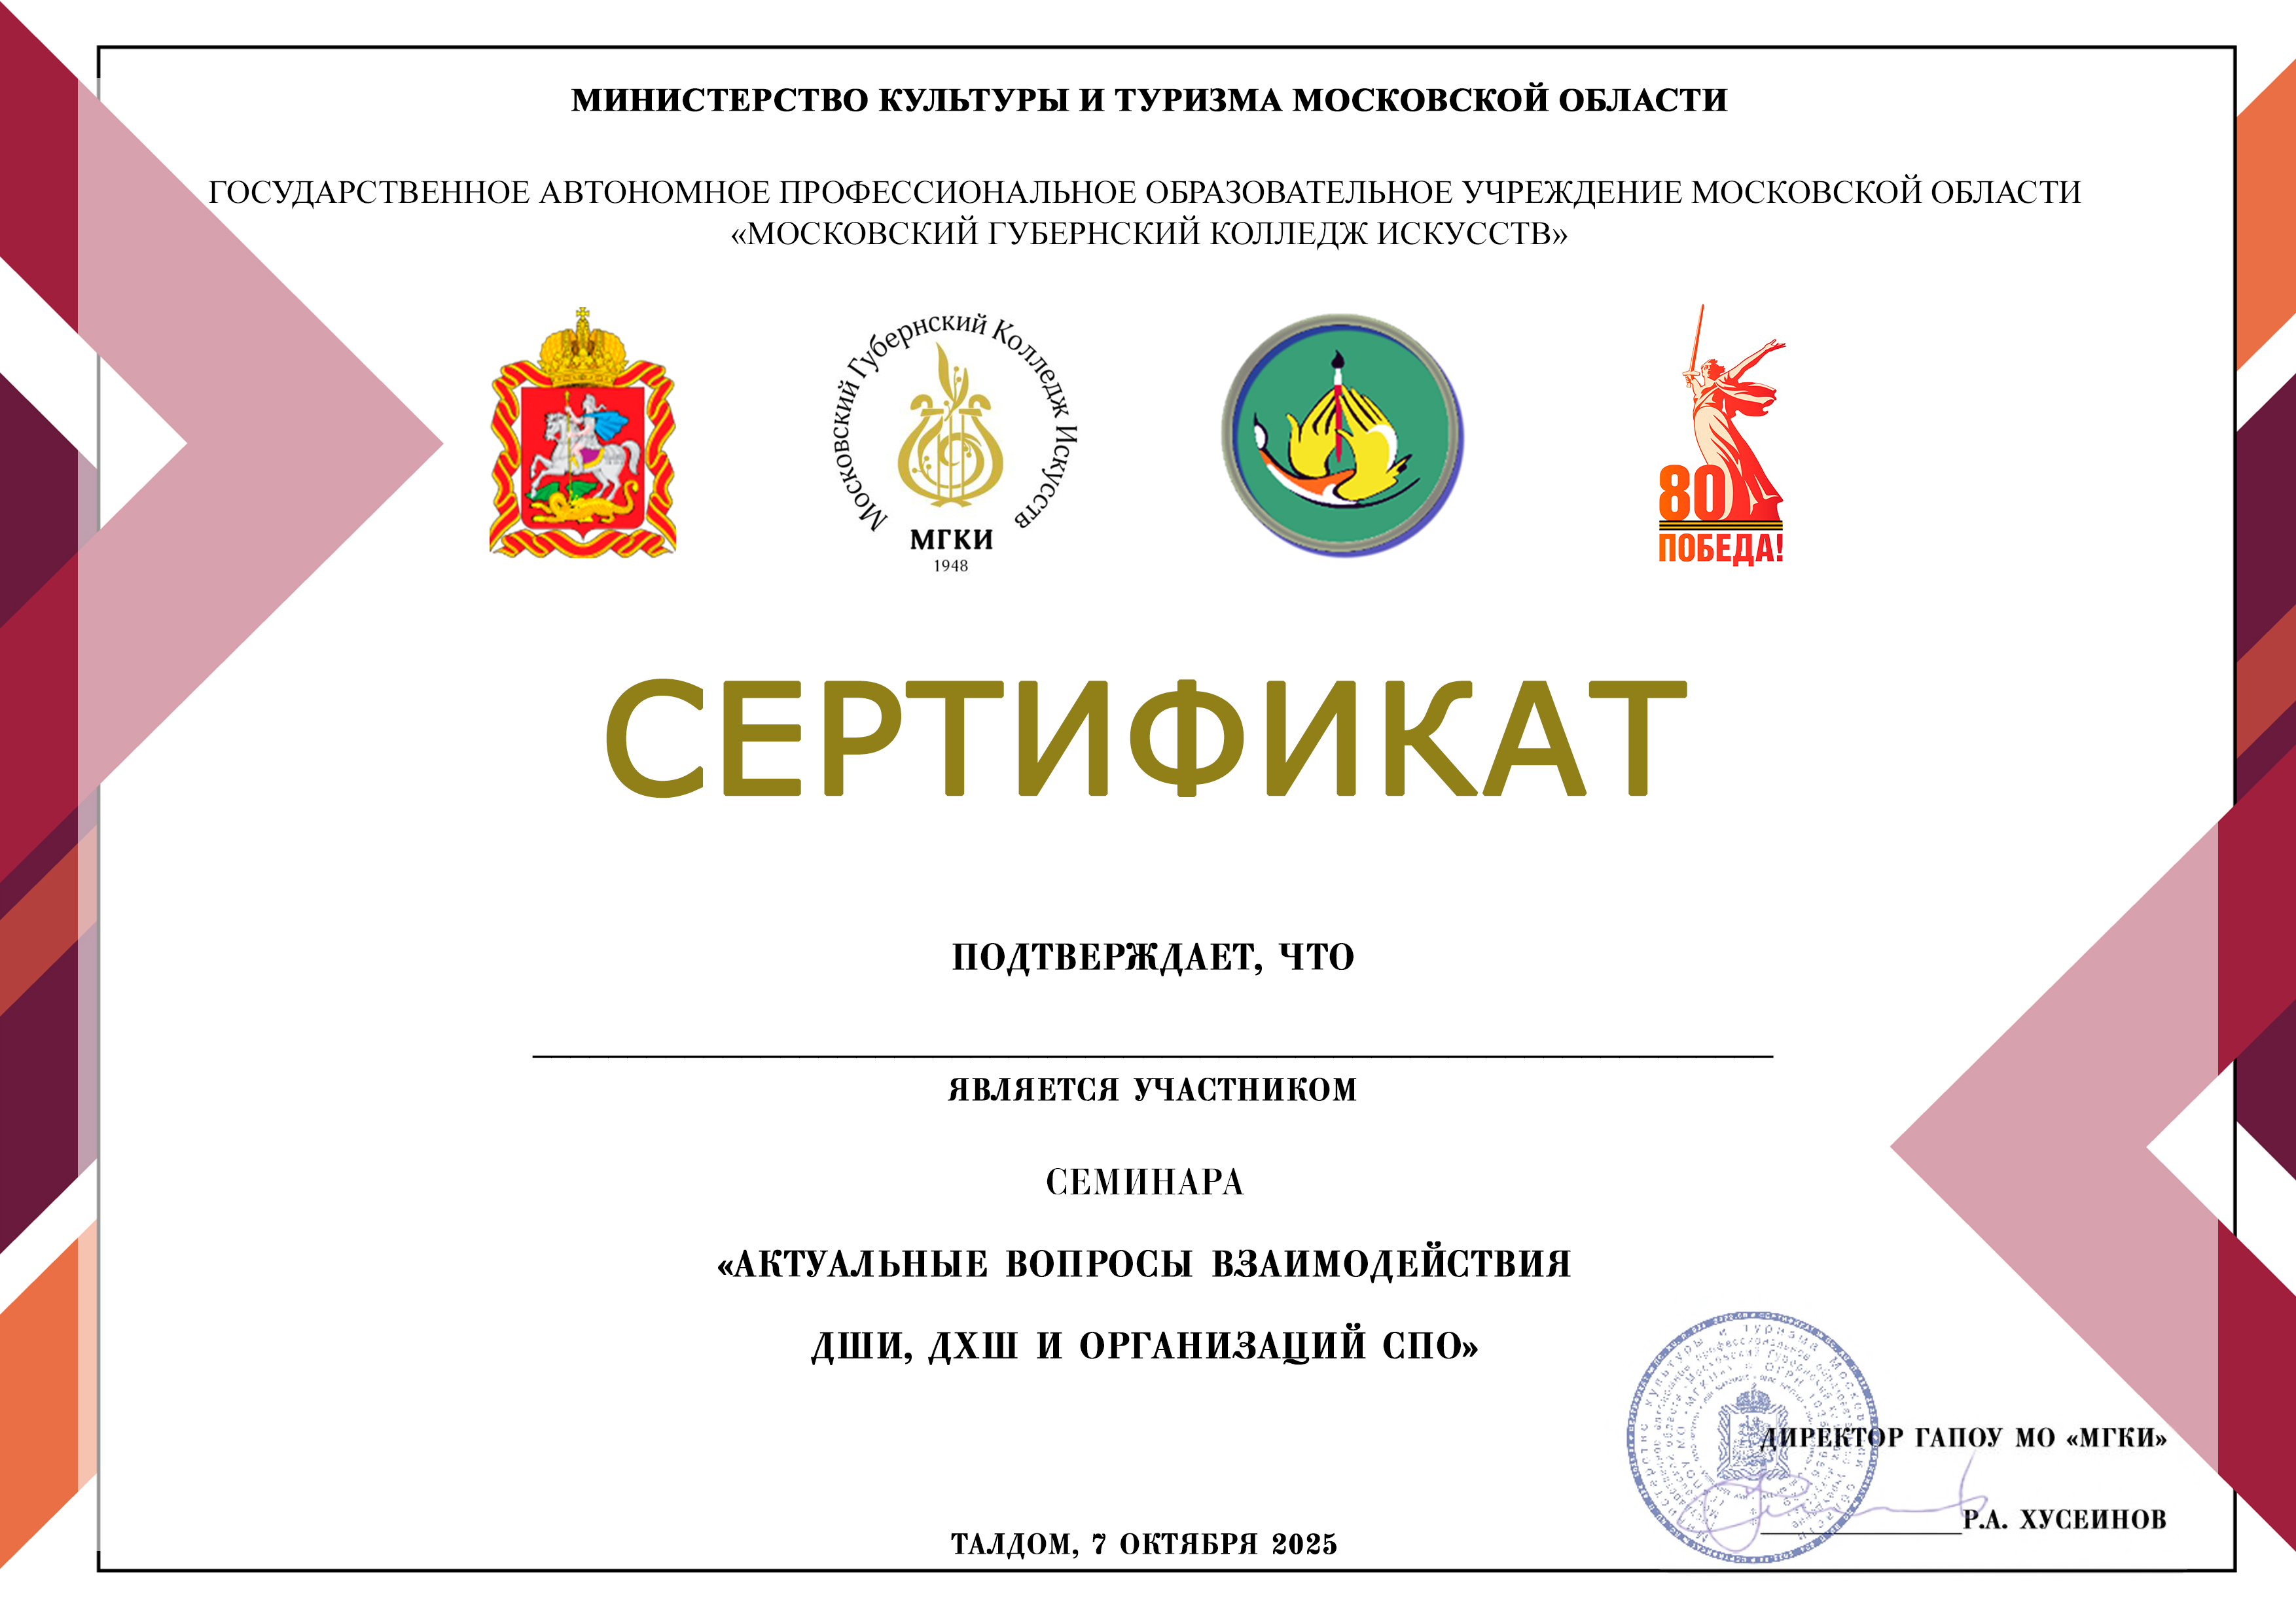 МИНИСТЕРСТВО КУЛЬТУРЫ И ТУРИЗМА МОСКОВСКОЙ ОБЛАСТИ
ГОСУДАРСТВЕННОЕ АВТОНОМНОЕ ПРОФЕССИОНАЛЬНОЕ ОБРАЗОВАТЕЛЬНОЕ УЧРЕЖДЕНИЕ МОСКОВСКОЙ ОБЛАСТИ
«МОСКОВСКИЙ ГУБЕРНСКИЙ КОЛЛЕДЖ ИСКУССТВ»
Московский Губернский Колледж Искусств
МГКИ
1948
80
ПОБЕДА!
СЕРТИФИКАТ
ПОДТВЕРЖДАЕТ, ЧТО
ЯВЛЯЕТСЯ УЧАСТНИКОМ
СЕМИНАРА
«АКТУАЛЬНЫЕ ВОПРОСЫ ВЗАИМОДЕЙСТВИЯ
ДШИ, ДХШ И ОРГАНИЗАЦИЙ СПО»
ДИРЕКТОР ГАПОУ МО «МГКИ»
Р.А. ХУСЕИНОВ
ТАЛДОМ, 7 ОКТЯБРЯ 2025